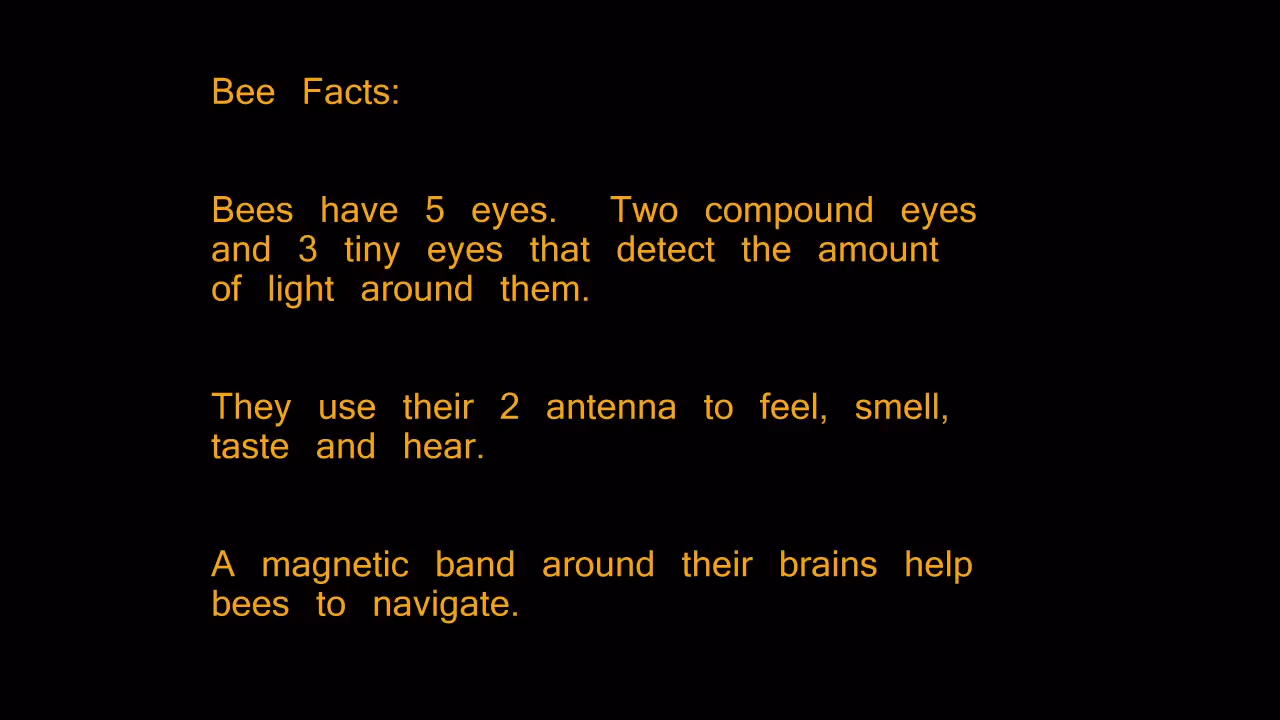 Bee Facts:
Bees have 5 eyes. Two compound eyes
and 3 tiny eyes that detect the amount
of light around them.
They use their 2 antenna to feel, smell,
taste and hear.
A magnetic band around their brains help
bees to navigate.